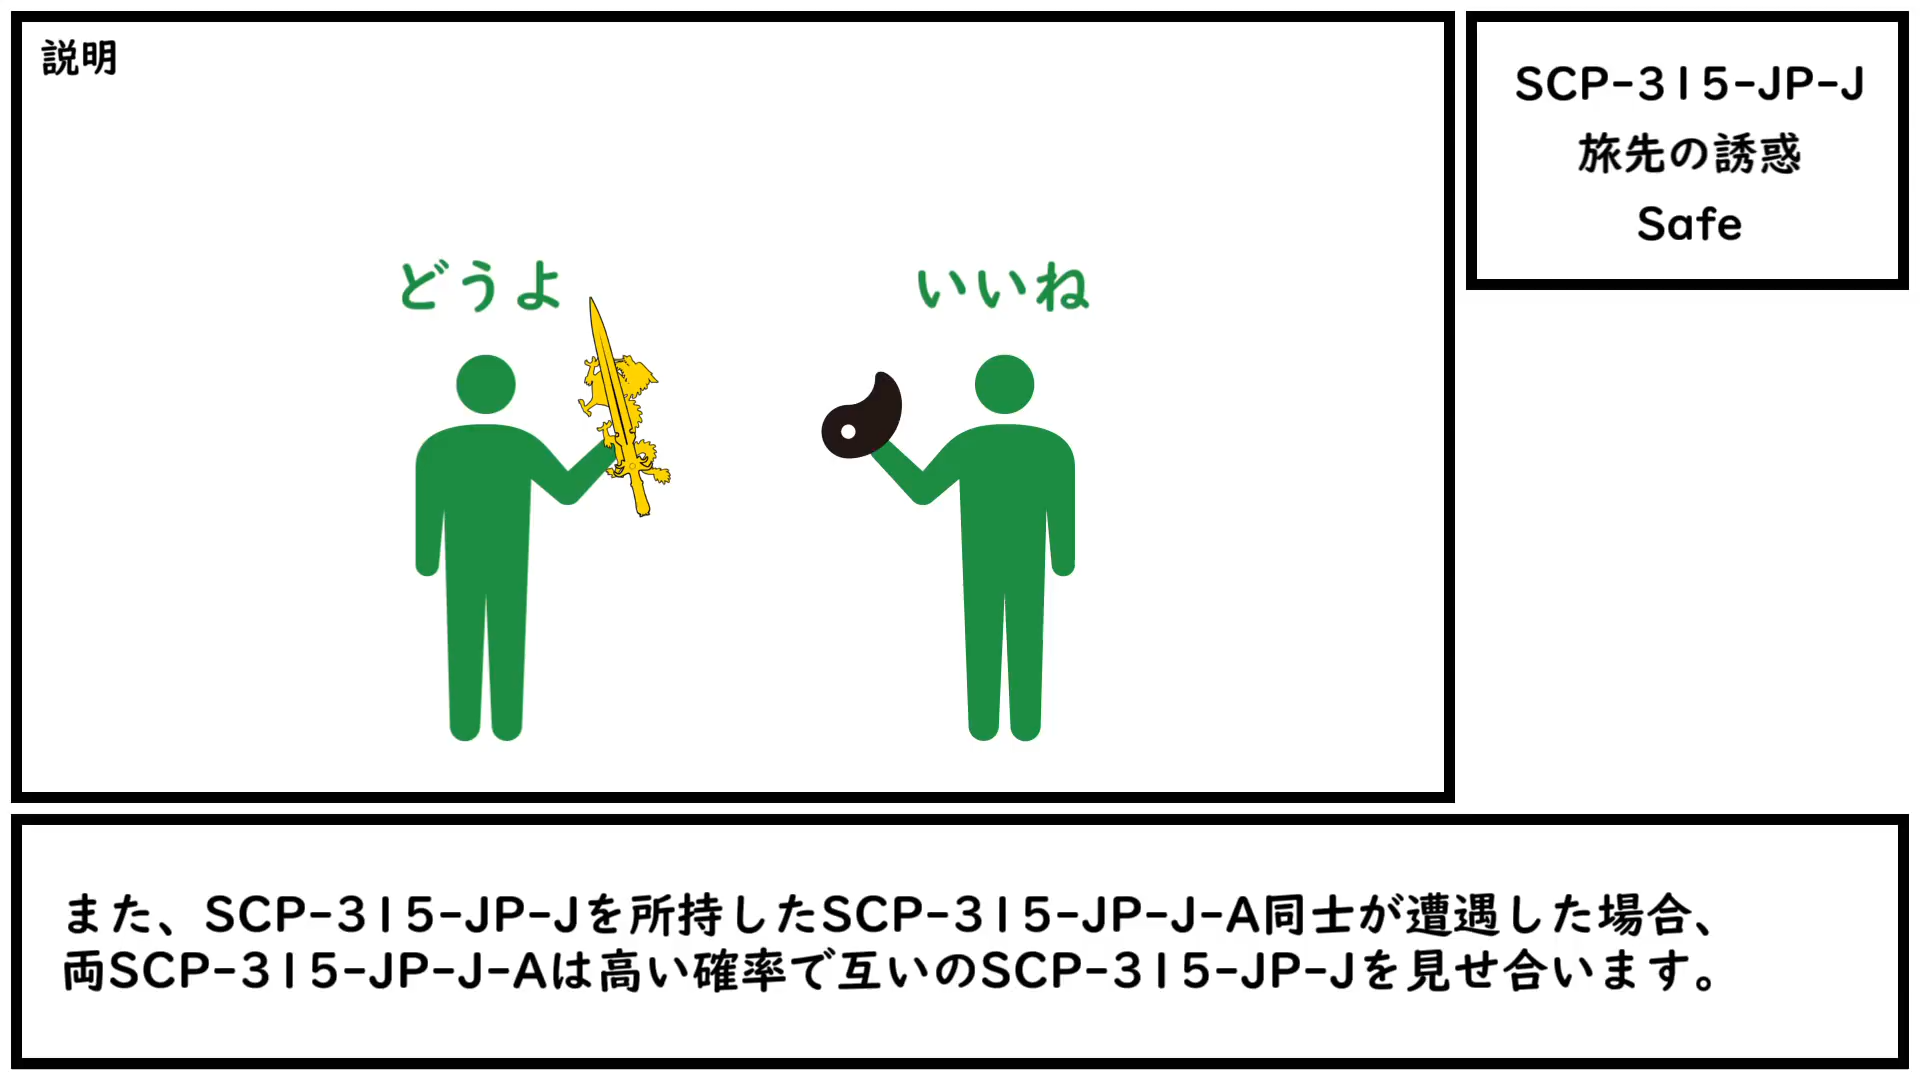 説明
SCP-315-JP-J
旅先の誘惑
Safe
どうよ
いいね
また、SCP-315-JP-Jを所持したSCP-315-JP-J-A同士が遭遇した場合、
両SCP-315-JP-J-Aは高い確率で互いのSCP-315-JP-Jを見せ合います。